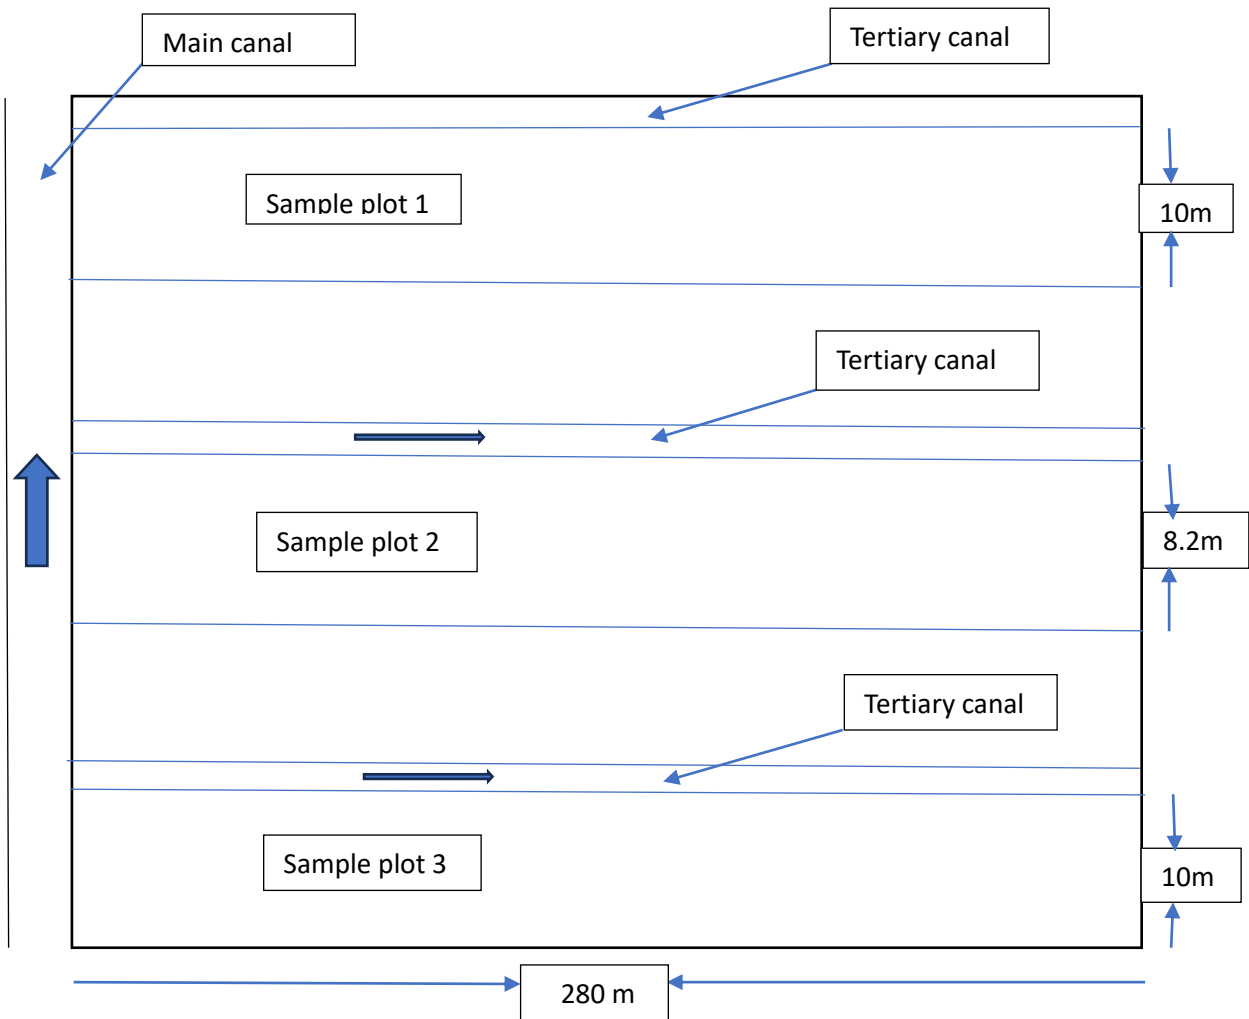 Main canal
Tertiary canal
Sample plot 1
10m
Tertiary canal
Sample plot 2
8.2m
Tertiary canal
Sample plot 3
10m
280 m